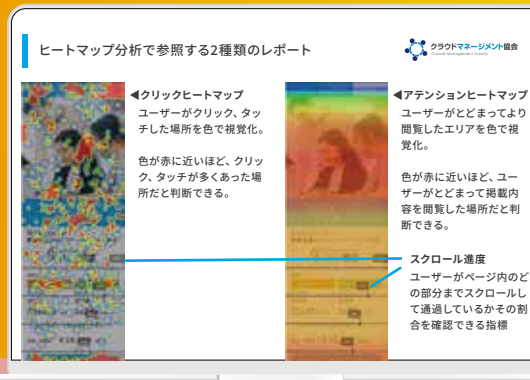 ヒートマップ分析で参照する2種類のレポート
クラウドマネージメント協会
◀クリックヒートマップ
ユーザーがクリック、タッ
チした場所を色で視覚化。
色が赤に近いほど、クリッ
ク、タッチが多くあった場
所だと判断できる。
◀アテンションヒートマップ
ユーザーがとどまってより
閲覧したエリアを色で視
覚化。
色が赤に近いほど、ユー
ザーがとどまって掲載内
容を閲覧した場所だと判
断できる。
スクロール進度
ユーザーがページ内のど
の部分までスクロールし
て通過しているかその割
合を確認できる指標